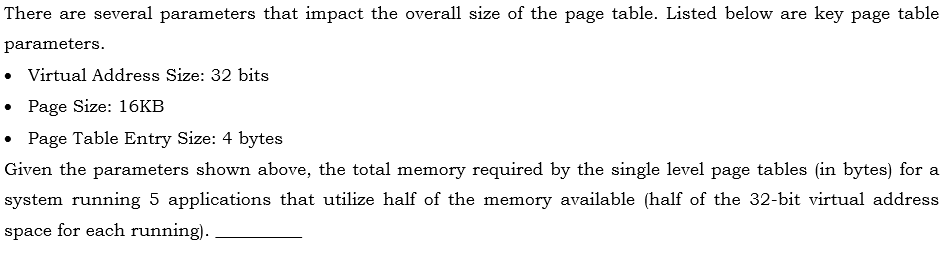 There are several parameters that impact the overall size of the page table. Listed below are key page table
parameters.
• Virtual Address Size: 32 bits
• Page Size: 16KB
• Page Table Entry Size: 4 bytes
Given the parameters shown above, the total memory required by the single level page tables (in bytes) for a
system running 5 applications that utilize half of the memory available (half of the 32-bit virtual address
space for each running). _________